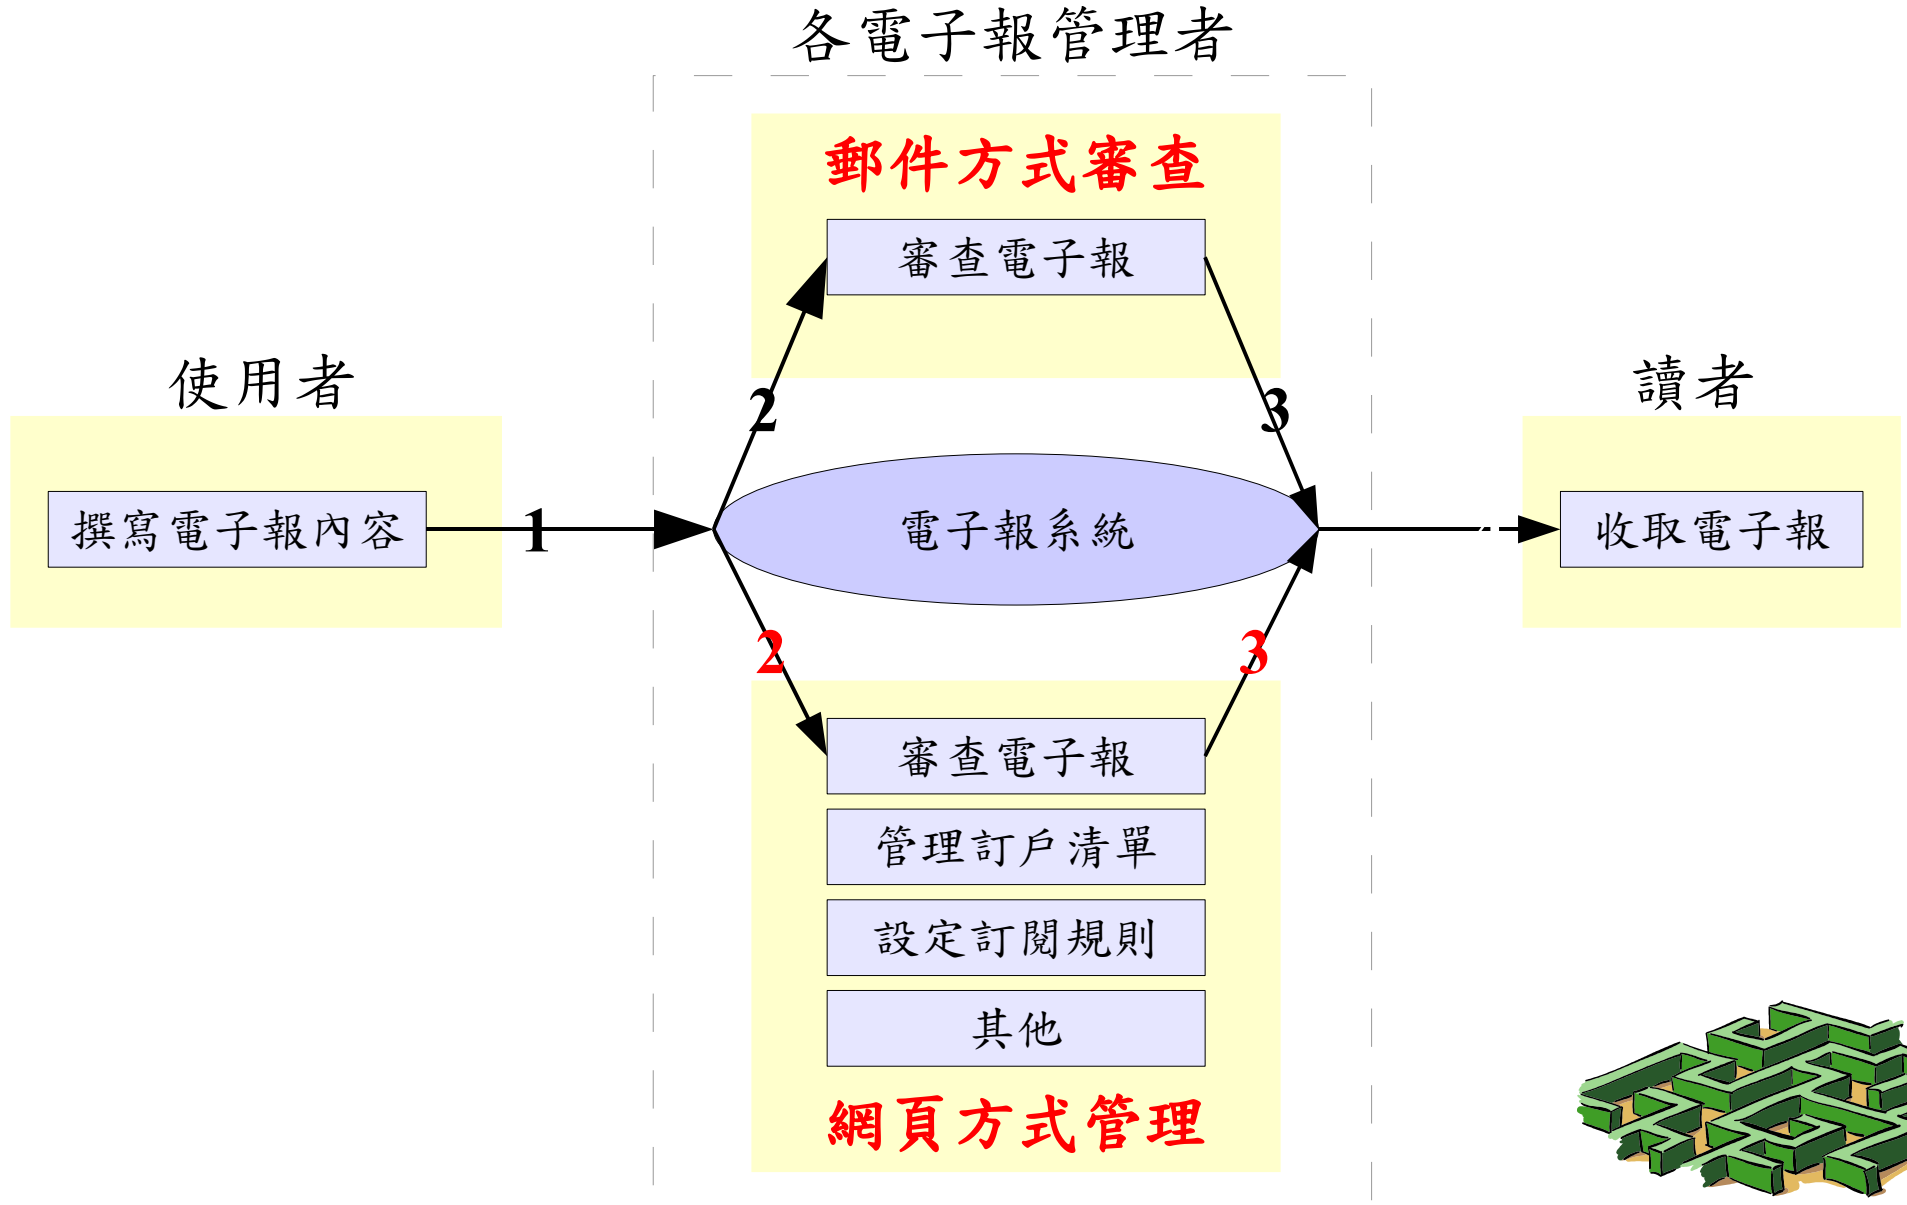 各電子報管理者
郵件方式審查
審查電子報
2
3
使用者
讀者
撰寫電子報內容
1
電子報系統
收取電子報
2
3
審查電子報
管理訂戶清單
設定訂閱規則
其他
網頁方式管理